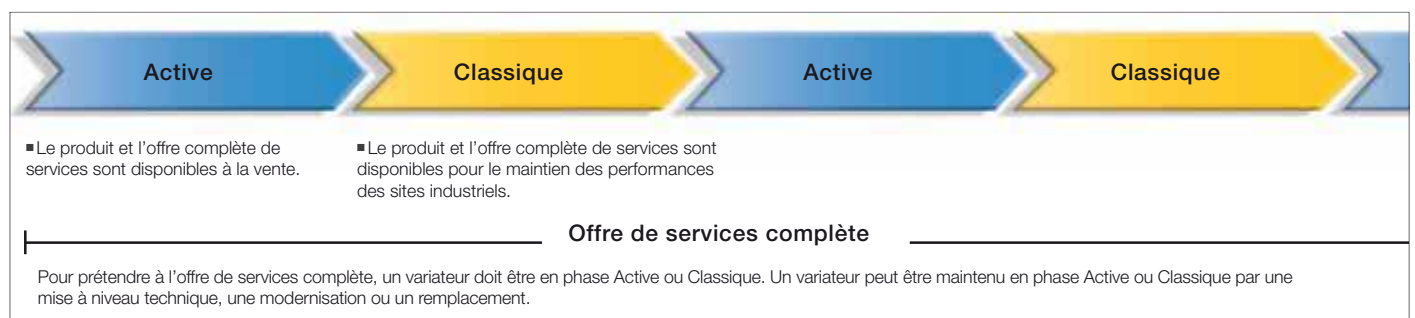 Active
Classique
Active
Classique
■Le produit et l'offre complète de
services sont disponibles à la vente.
■Le produit et l'offre complète de services sont
disponibles pour le maintien des performances
des sites industriels.
Offre de services complète
Pour prétendre à l'offre de services complète, un variateur doit être en phase Active ou Classique. Un variateur peut être maintenu en phase Active ou Classique par une
mise à niveau technique, une modernisation ou un remplacement.